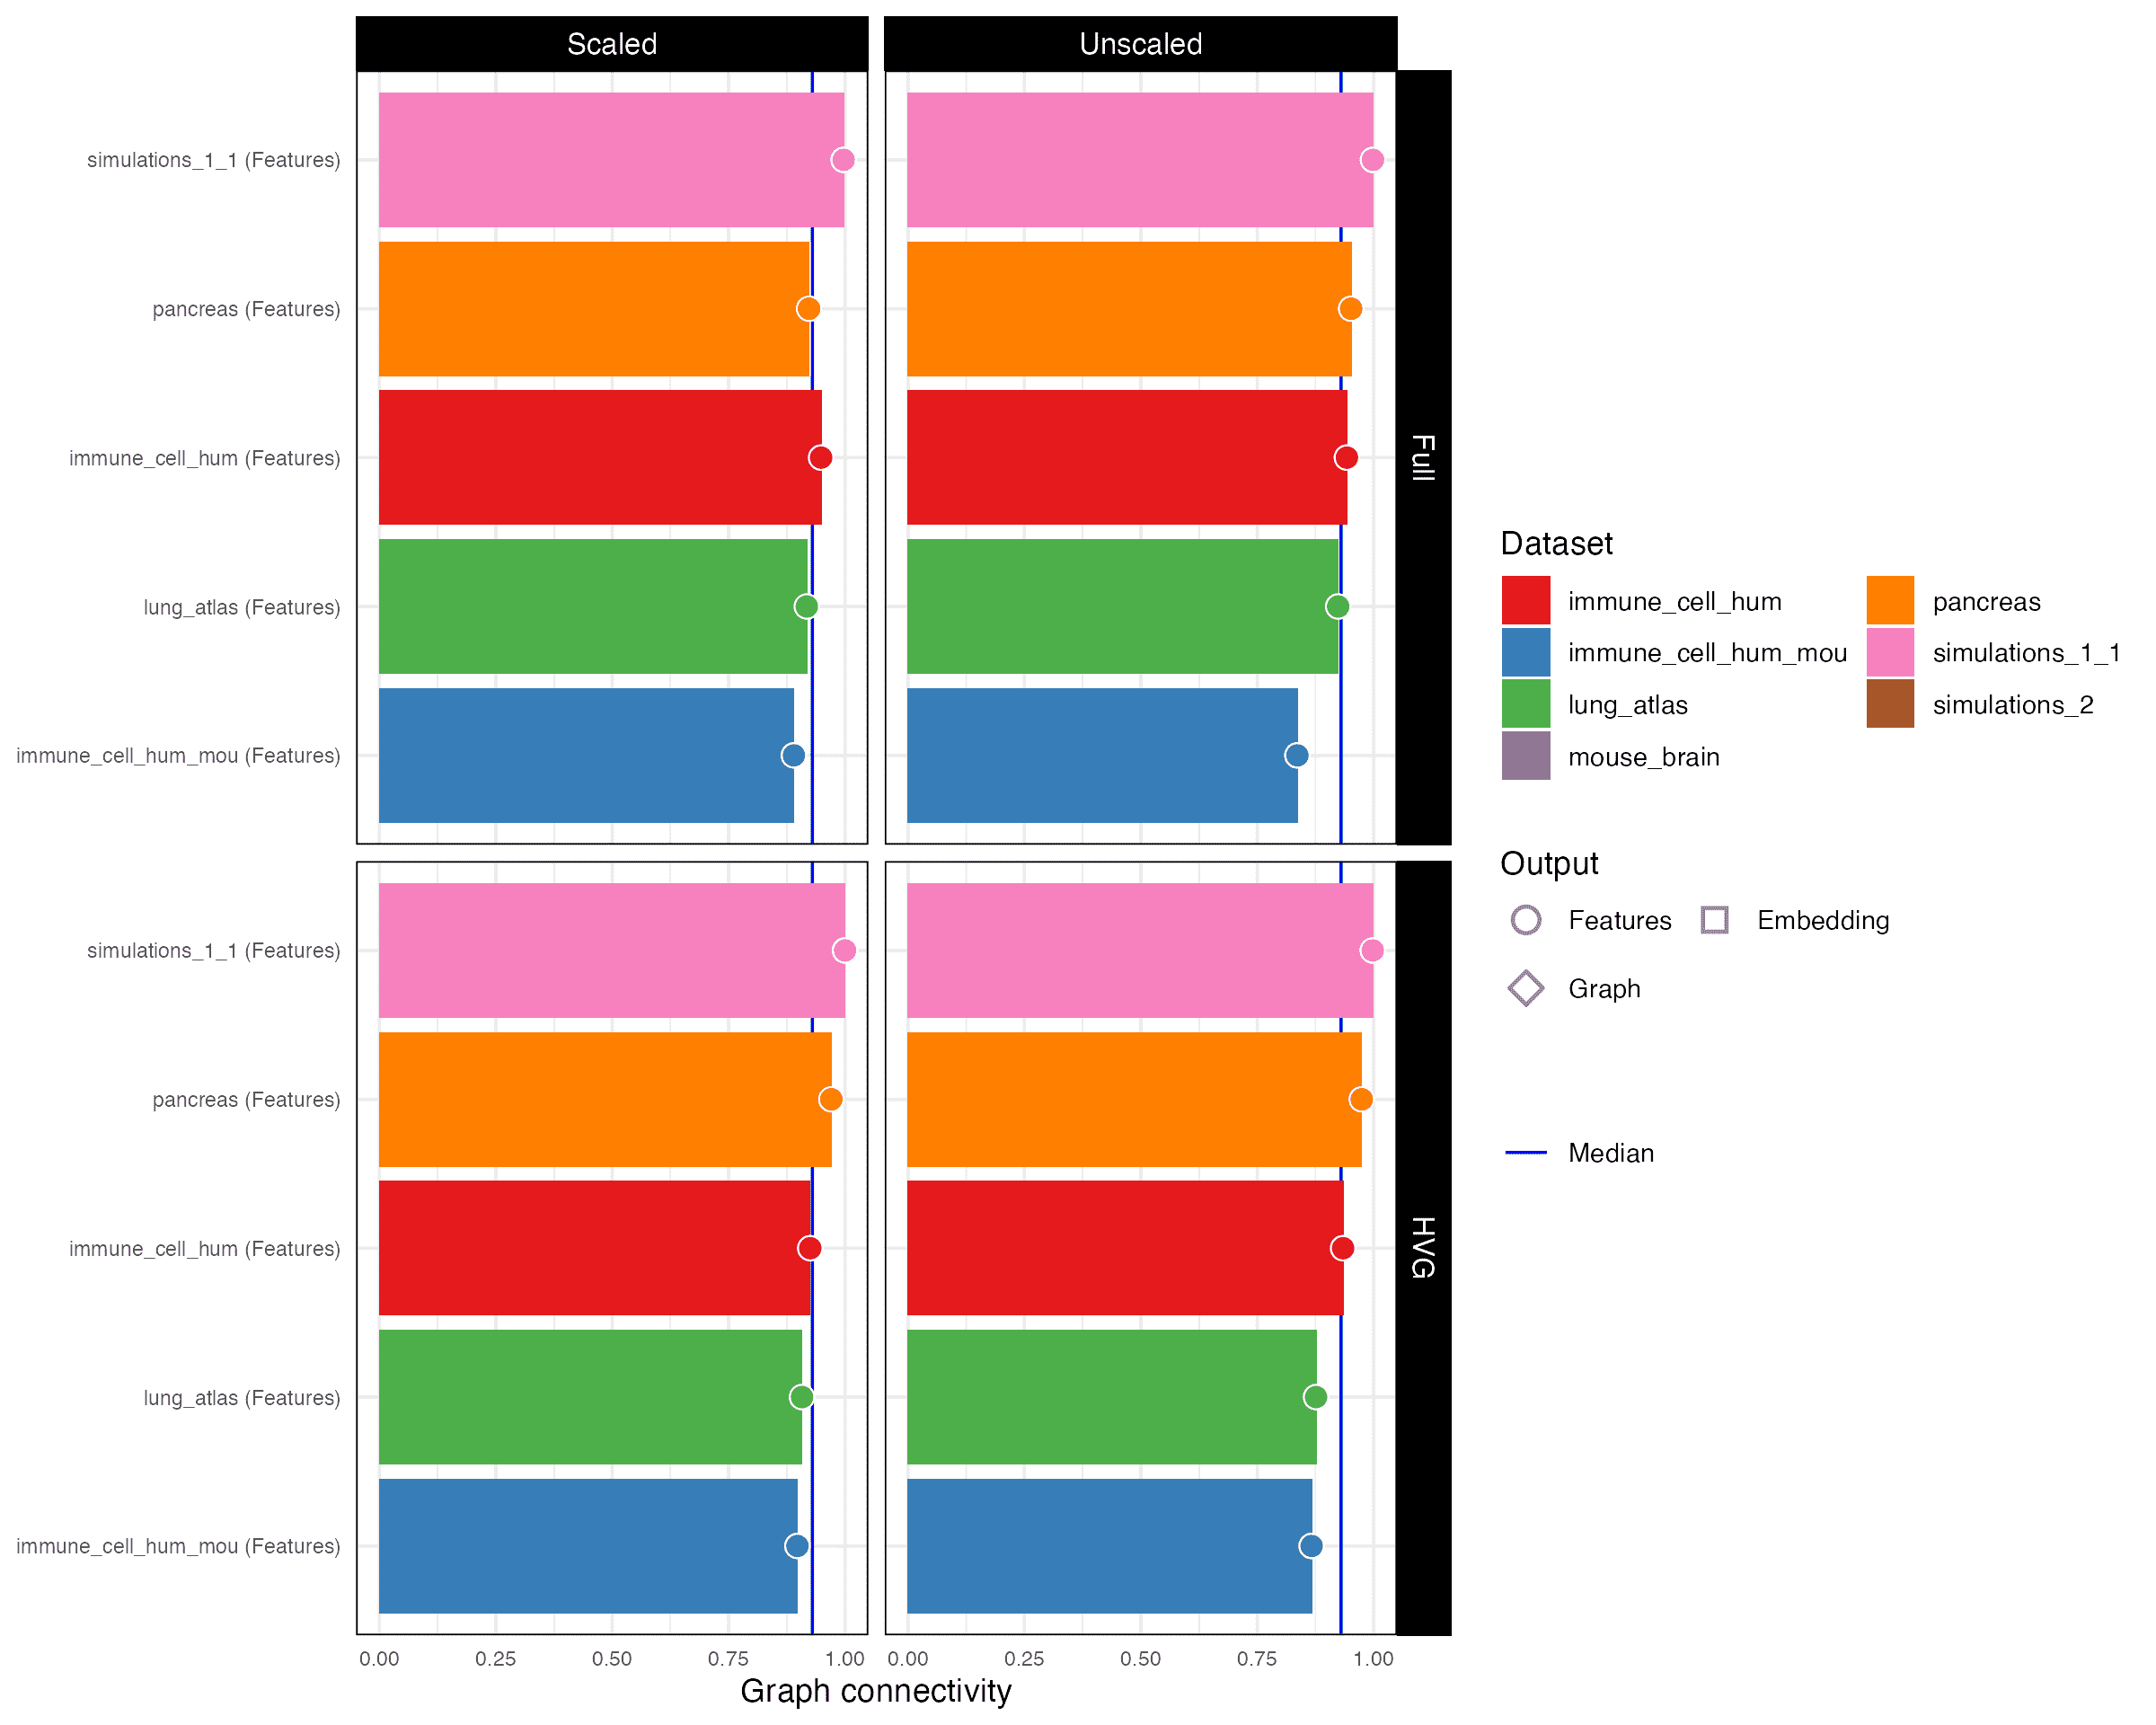 Scaled
Unscaled
simulations_1_1 (Features)
pancreas (Features)
immune_cell_hum (Features)
lung_atlas (Features)
immune_cell_hum_mou (Features)
Full
simulations_1_1 (Features)
pancreas (Features)
immune_cell_hum (Features)
lung_atlas (Features)
immune_cell_hum_mou (Features)
HVG
0.00 0.25 0.50 0.75 1.00 0.00 0.25 0.50 0.75 1.00
Graph connectivity
Dataset
immune_cell_hum pancreas
immune_cell_hum_mou simulations_1_1
lung_atlas simulations_2
mouse_brain
Output
Features Embedding
Graph
Median